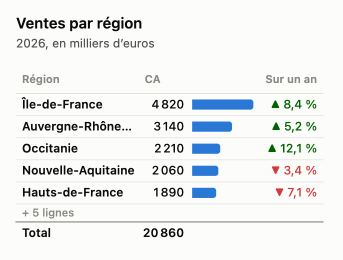 Ventes par région
2026, en milliers d’euros
Région CA Sur un an
Île-de-France 4 820 ▲ 8,4 %
Auvergne-Rhône… 3 140 ▲ 5,2 %
Occitanie 2 210 ▲ 12,1 %
Nouvelle-Aquitaine 2 060 ▼ 3,4 %
Hauts-de-France 1 890 ▼ 7,1 %
+ 5 lignes
Total 20 860